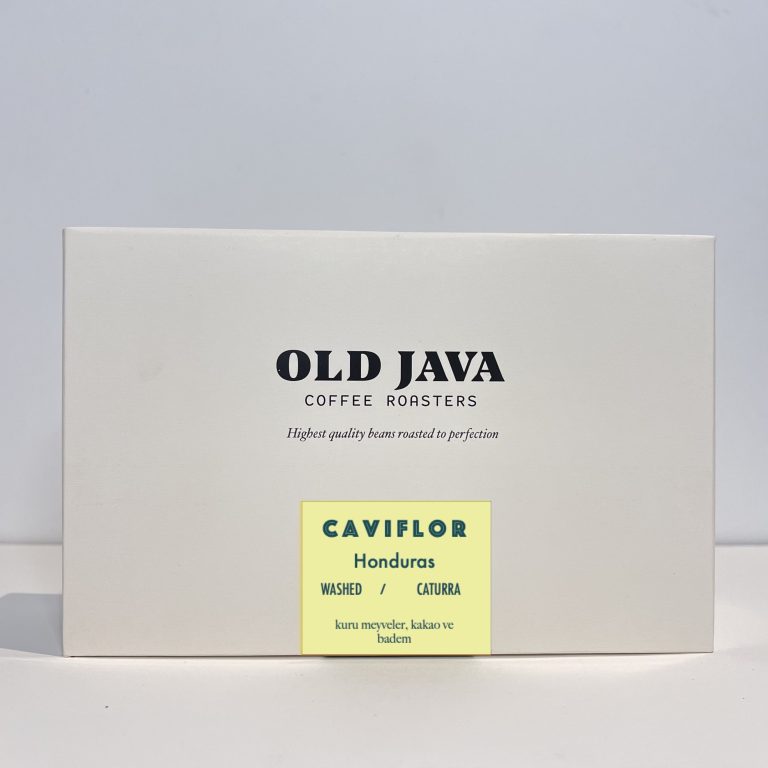 OLD JAVA
COFFEE ROASTERS
Highest quality beans roasted to perfection
CAVIFLOR
Honduras
WASHED / CATURRA
kuru meyveler, kakao ve
badem